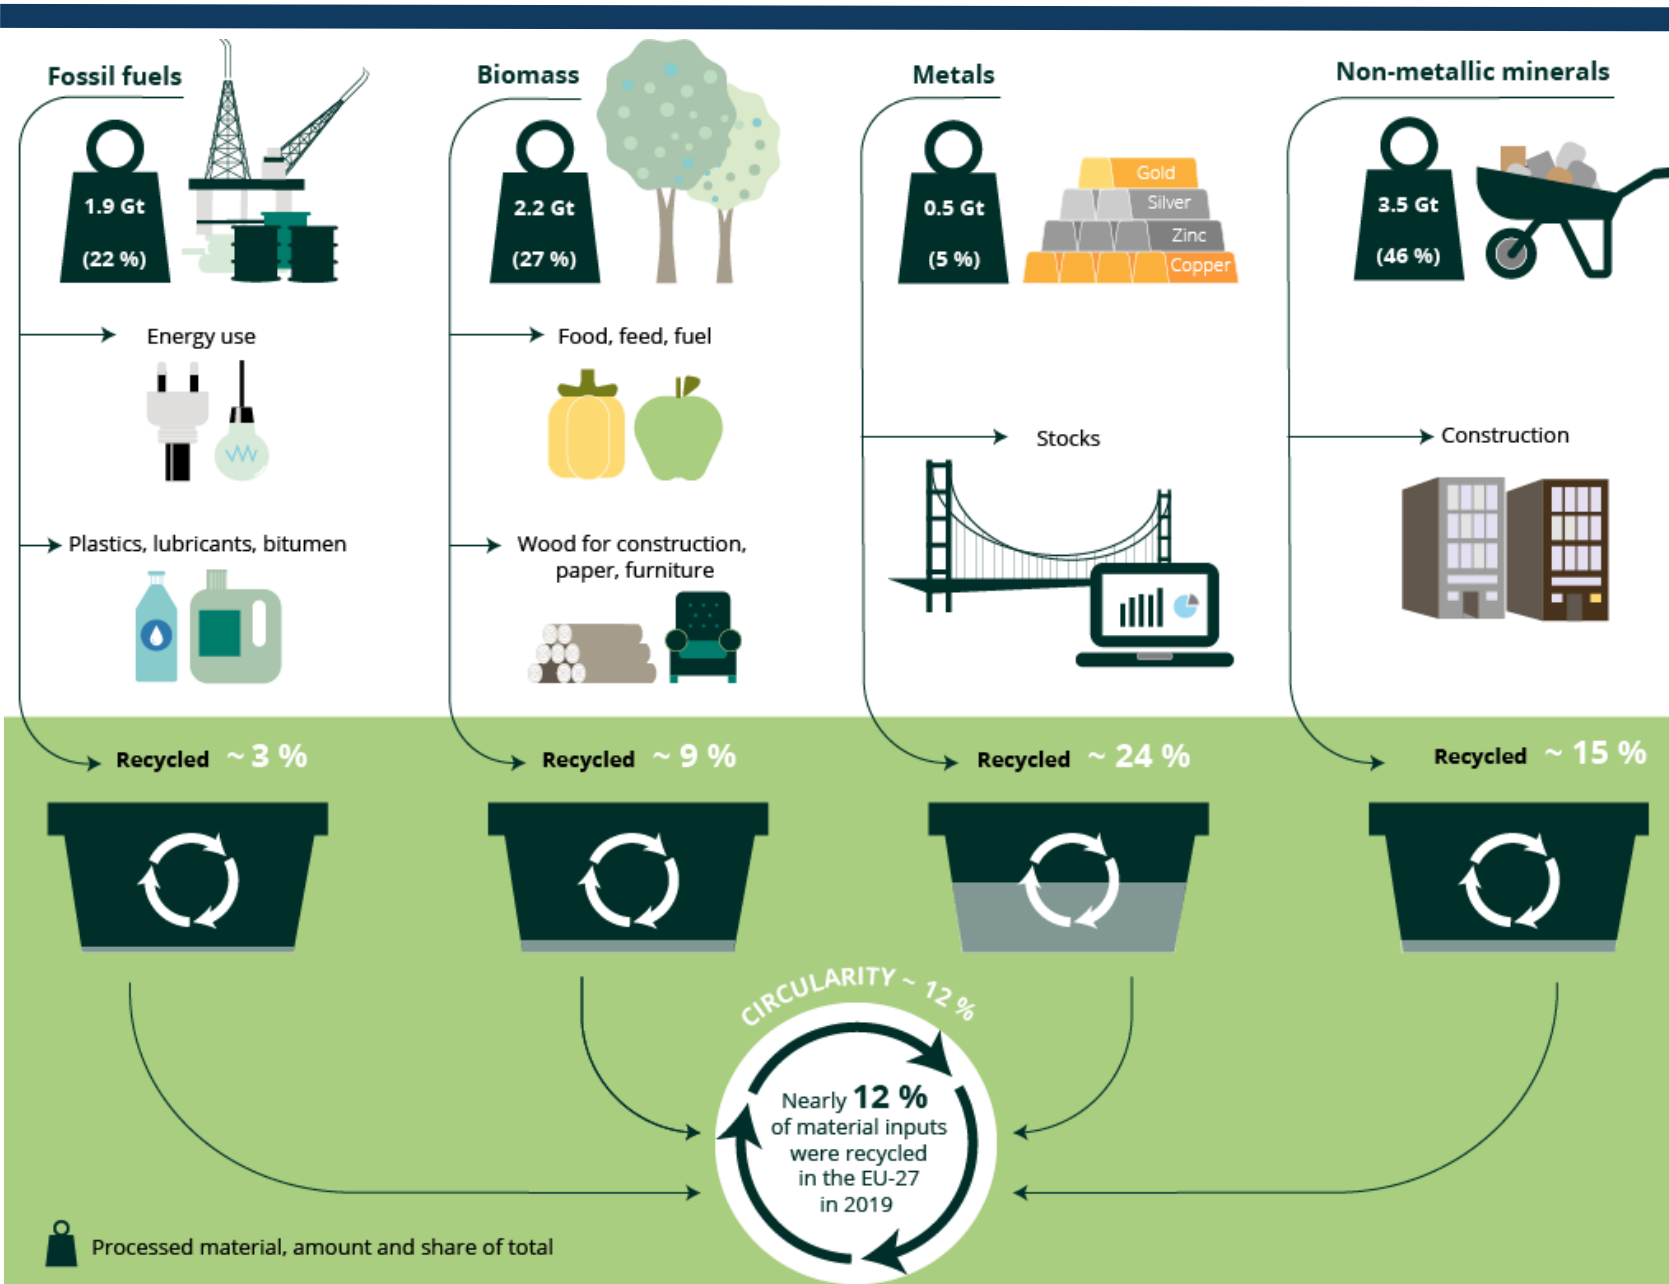 Fossil fuels
1.9 Gt
(22 %)
Energy use
Plastics, lubricants, bitumen
Recycled ~ 3 %
Biomass
2.2 Gt
(27 %)
Food, feed, fuel
Wood for construction,
paper, furniture
Recycled ~ 9 %
Metals
0.5 Gt
(5 %)
Gold
Silver
Zinc
Copper
Stocks
Recycled ~ 24 %
Non-metallic minerals
3.5 Gt
(46 %)
Construction
Recycled ~ 15 %
CIRCULARITY ~ 12 %
Nearly 12 %
of material inputs
were recycled
in the EU-27
in 2019
Processed material, amount and share of total